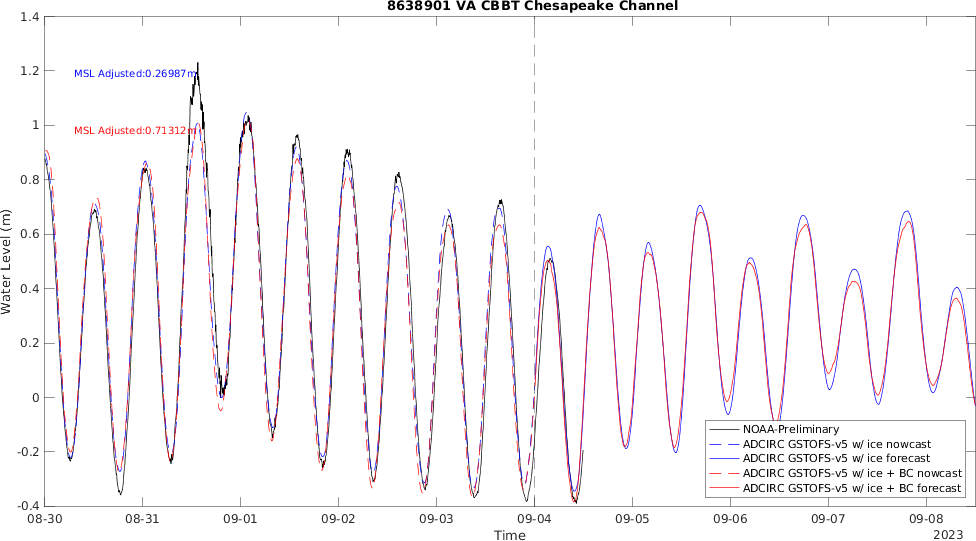 8638901 VA CBBT Chesapeake Channel
1.4
1.2
1
0.8
0.6
0.4
0.2
0
-0.2
-0.4
Water Level (m)
MSL Adjusted:0.26987m
MSL Adjusted:0.71312m
NOAA-Preliminary
ADCIRC GSTOFS-v5 w/ ice nowcast
ADCIRC GSTOFS-v5 w/ ice forecast
ADCIRC GSTOFS-v5 w/ ice + BC nowcast
ADCIRC GSTOFS-v5 w/ ice + BC forecast
08-30 08-31 09-01 09-02 09-03 09-04 09-05 09-06 09-07 09-08
Time
2023